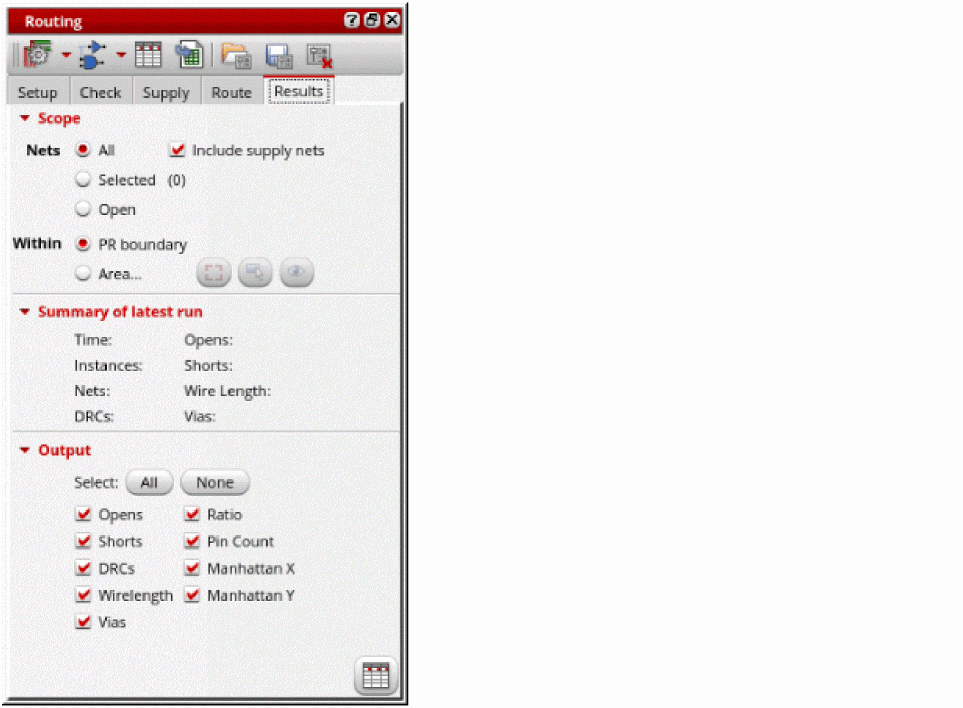 Routing
Setup Check Supply Route Results
Scope
Nets All Include supply nets
Selected (0)
Open
Within PR boundary
Area...
Summary of latest run
Time: Opens:
Instances: Shorts:
Nets: Wire Length:
DRCs: Vias:
Output
Select: All None
Opens Ratio
Shorts Pin Count
DRCs Manhattan X
Wirelength Manhattan Y
Vias